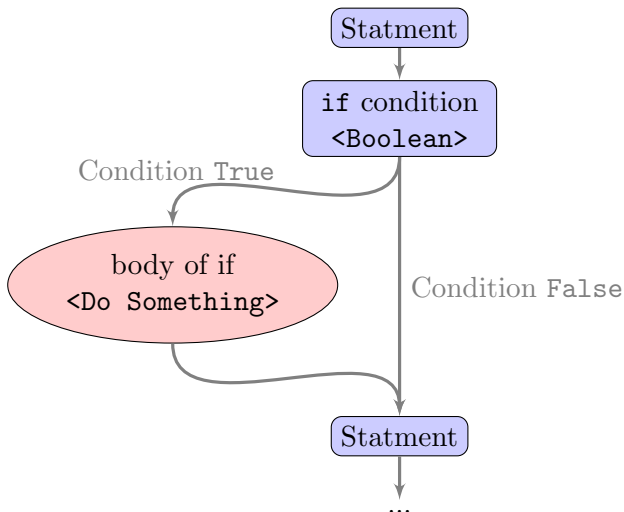 Statment
if condition
<Boolean>
Condition True
body of if
<Do Something>
Condition False
Statment
...